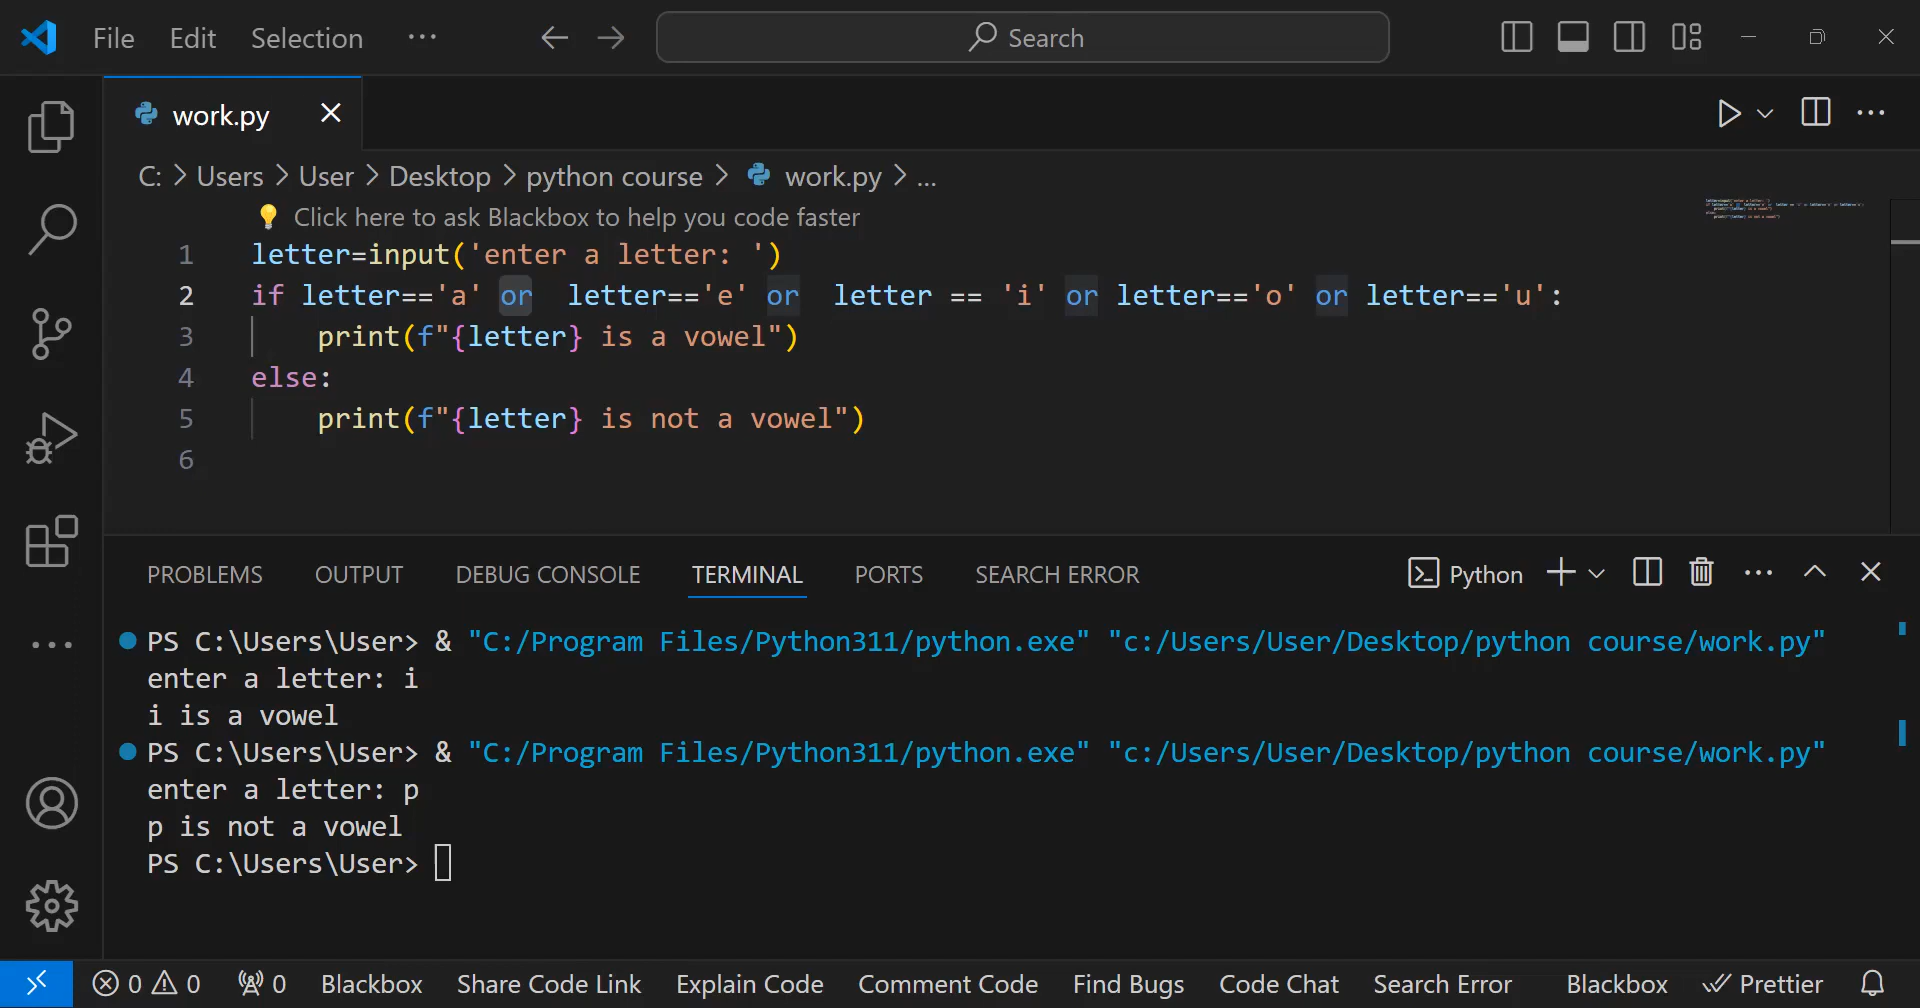 File Edit Selection ··· Search
work.py
C: > Users > User > Desktop > python course > work.py > ...
Click here to ask Blackbox to help you code faster
1 letter=input('enter a letter: ')
2 if letter=='a' or  letter=='e' or  letter == 'i' or letter=='o' or letter=='u':
3     print(f"{letter} is a vowel")
4 else:
5     print(f"{letter} is not a vowel")
6
PROBLEMS OUTPUT DEBUG CONSOLE TERMINAL PORTS SEARCH ERROR Python
PS C:\Users\User> & "C:/Program Files/Python311/python.exe" "c:/Users/User/Desktop/python course/work.py"
enter a letter: i
i is a vowel
PS C:\Users\User> & "C:/Program Files/Python311/python.exe" "c:/Users/User/Desktop/python course/work.py"
enter a letter: p
p is not a vowel
PS C:\Users\User>
0 0 0 Blackbox Share Code Link Explain Code Comment Code Find Bugs Code Chat Search Error Blackbox Prettier